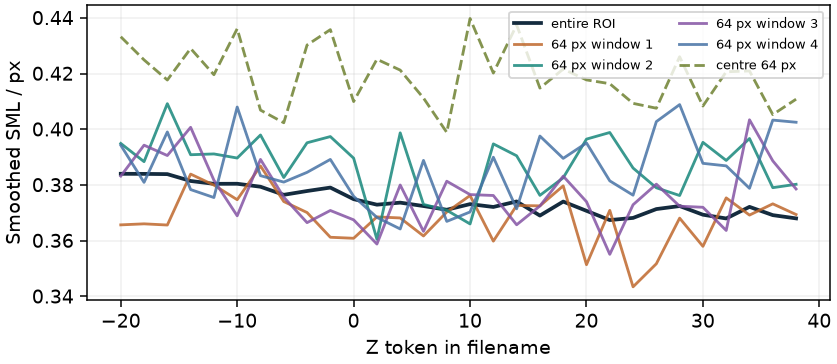 0.44
0.42
0.40
0.38
0.36
0.34
Smoothed SML / px
entire ROI
64 px window 1
64 px window 2
64 px window 3
64 px window 4
centre 64 px
−20 −10 0 10 20 30 40
Z token in filename